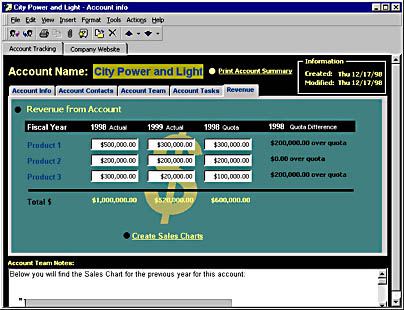 City Power and Light - Account info
File Edit View Insert Format Tools Actions Help
Account Tracking Company Website
Account Name: City Power and Light Print Account Summary
Information
Created: Thu 12/17/98
Modified: Thu 12/17/98
Account Info Account Contacts Account Team Account Tasks Revenue
Revenue from Account
Fiscal Year 1998 Actual 1999 Actual 1998 Quota 1998 Quota Difference
Product 1 $500,000.00 $300,000.00 $300,000.00 $200,000.00 over quota
Product 2 $200,000.00 $200,000.00 $200,000.00 $0.00 over quota
Product 3 $300,000.00 $20,000.00 $100,000.00 $200,000.00 over quota
Total $ $1,000,000.00 $520,000.00 $600,000.00
$
Create Sales Charts
Account Team Notes:
Below you will find the Sales Chart for the previous year for this account: